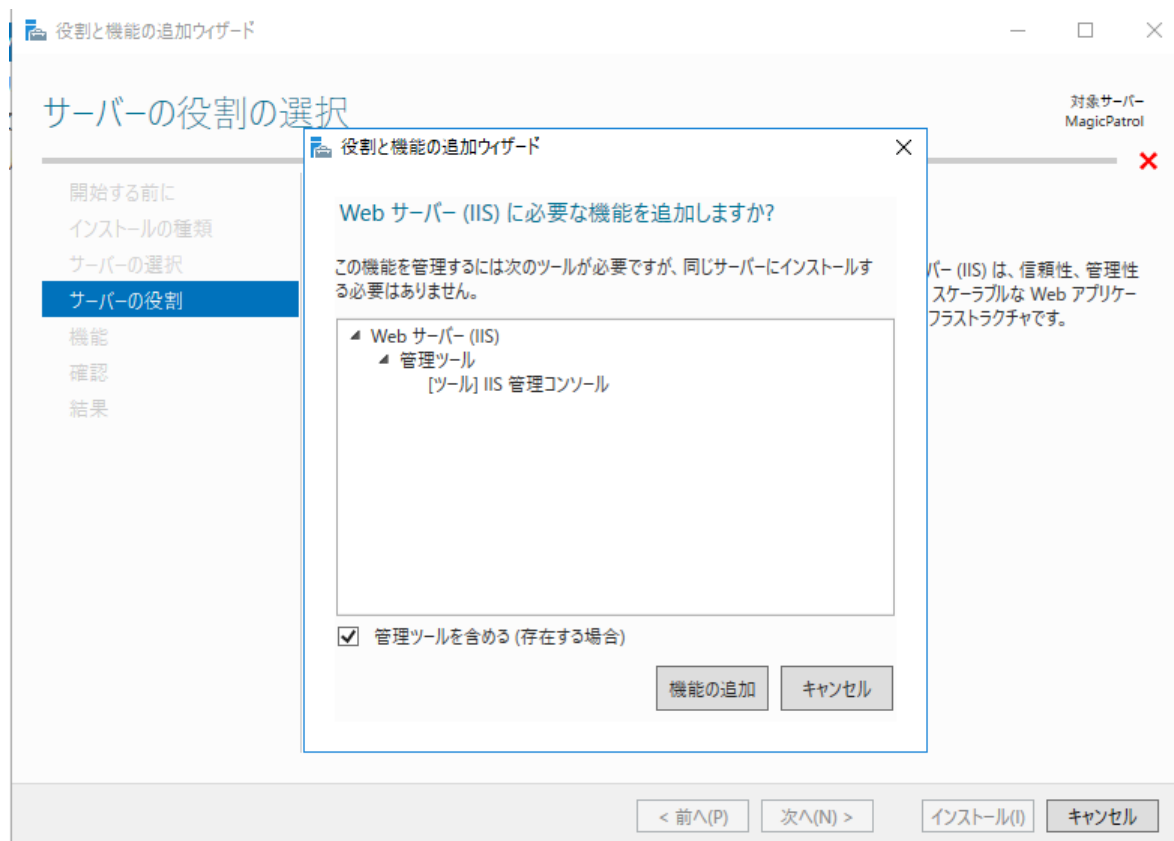 役割と機能の追加ウィザード
サーバーの役割の選択
対象サーバー
MagicPatrol
開始する前に
インストールの種類
サーバーの選択
サーバーの役割
機能
確認
結果
役割と機能の追加ウィザード
Web サーバー (IIS) に必要な機能を追加しますか?
この機能を管理するには次のツールが必要ですが、同じサーバーにインストールす
る必要はありません。
Web サーバー (IIS)
管理ツール
[ツール] IIS 管理コンソール
管理ツールを含める (存在する場合)
機能の追加
キャンセル
バー (IIS) は、信頼性、管理性
スケーラブルな Web アプリケー
フラストラクチャです。
< 前へ(P)
次へ(N) >
インストール(I)
キャンセル